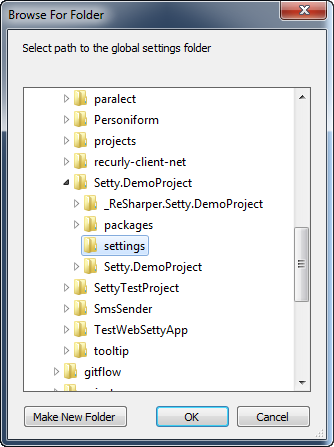 Browse For Folder
Select path to the global settings folder
paralect
Personiform
projects
recurly-client-net
Setty.DemoProject
_ReSharper.Setty.DemoProject
packages
settings
Setty.DemoProject
SettyTestProject
SmsSender
TestWebSettyApp
tooltip
gitflow
Make New Folder OK Cancel